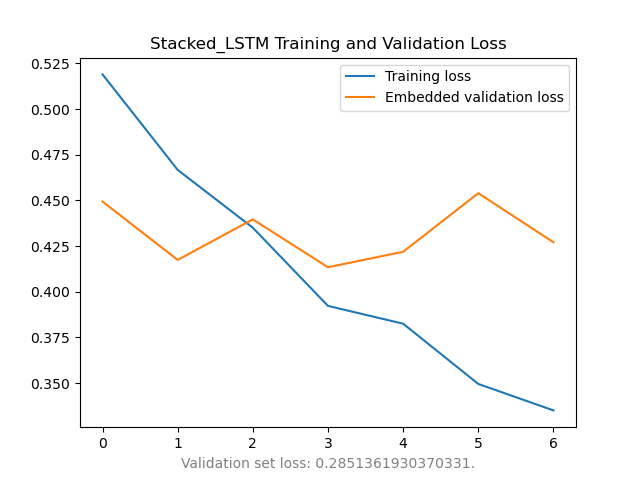 Stacked_LSTM Training and Validation Loss
Training loss
Embedded validation loss
0.525
0.500
0.475
0.450
0.425
0.400
0.375
0.350
0 1 2 3 4 5 6
Validation set loss: 0.2851361930370331.